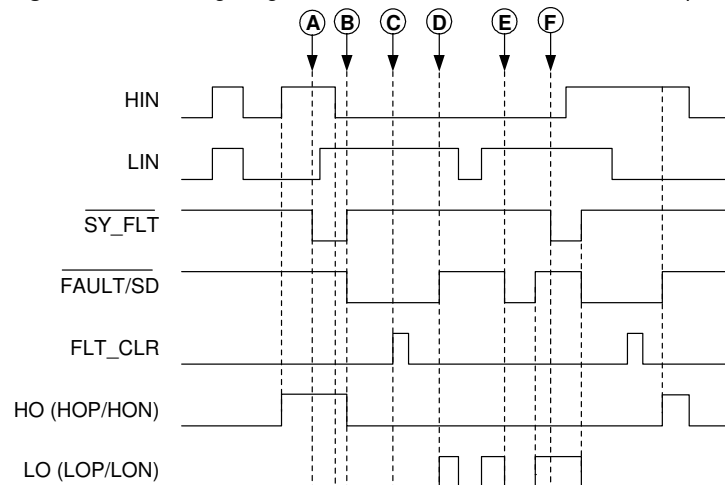 A B C D E F
HIN
LIN
SY_FLT
FAULT/SD
FLT_CLR
HO (HOP/HON)
LO (LOP/LON)